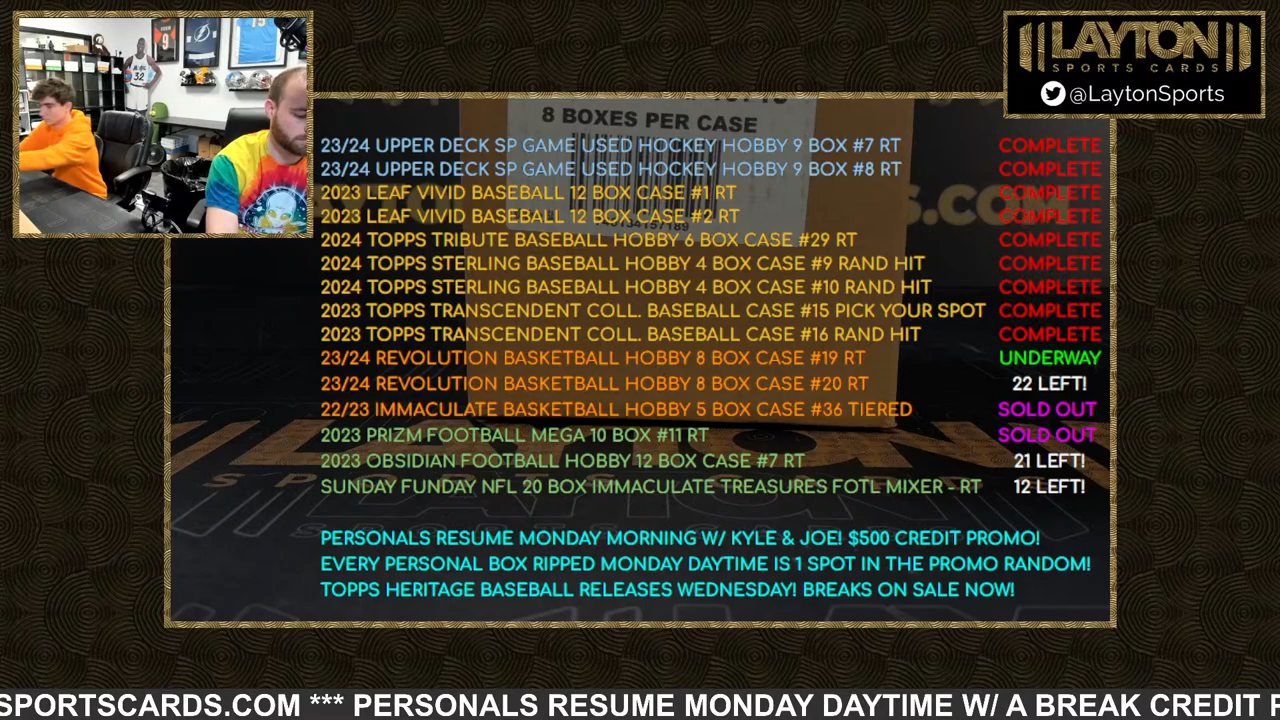 LAYTON
SPORTS CARDS
@LaytonSports
8 BOXES PER CASE
23/24 UPPER DECK SP GAME USED HOCKEY HOBBY 9 BOX #7 RT COMPLETE
23/24 UPPER DECK SP GAME USED HOCKEY HOBBY 9 BOX #8 RT COMPLETE
2023 LEAF VIVID BASEBALL 12 BOX CASE #1 RT COMPLETE
2023 LEAF VIVID BASEBALL 12 BOX CASE #2 RT COMPLETE
2024 TOPPS TRIBUTE BASEBALL HOBBY 6 BOX CASE #29 RT COMPLETE
2024 TOPPS STERLING BASEBALL HOBBY 4 BOX CASE #9 RAND HIT COMPLETE
2024 TOPPS STERLING BASEBALL HOBBY 4 BOX CASE #10 RAND HIT COMPLETE
2023 TOPPS TRANSCENDENT COLL. BASEBALL CASE #15 PICK YOUR SPOT COMPLETE
2023 TOPPS TRANSCENDENT COLL. BASEBALL CASE #16 RAND HIT COMPLETE
23/24 REVOLUTION BASKETBALL HOBBY 8 BOX CASE #19 RT UNDERWAY
23/24 REVOLUTION BASKETBALL HOBBY 8 BOX CASE #20 RT 22 LEFT!
22/23 IMMACULATE BASKETBALL HOBBY 5 BOX CASE #36 TIERED SOLD OUT
2023 PRIZM FOOTBALL MEGA 10 BOX #11 RT SOLD OUT
2023 OBSIDIAN FOOTBALL HOBBY 12 BOX CASE #7 RT 21 LEFT!
SUNDAY FUNDAY NFL 20 BOX IMMACULATE TREASURES FOTL MIXER - RT 12 LEFT!
PERSONALS RESUME MONDAY MORNING W/ KYLE & JOE! $500 CREDIT PROMO!
EVERY PERSONAL BOX RIPPED MONDAY DAYTIME IS 1 SPOT IN THE PROMO RANDOM!
TOPPS HERITAGE BASEBALL RELEASES WEDNESDAY! BREAKS ON SALE NOW!
SPORTSCARDS.COM *** PERSONALS RESUME MONDAY DAYTIME W/ A BREAK CREDIT